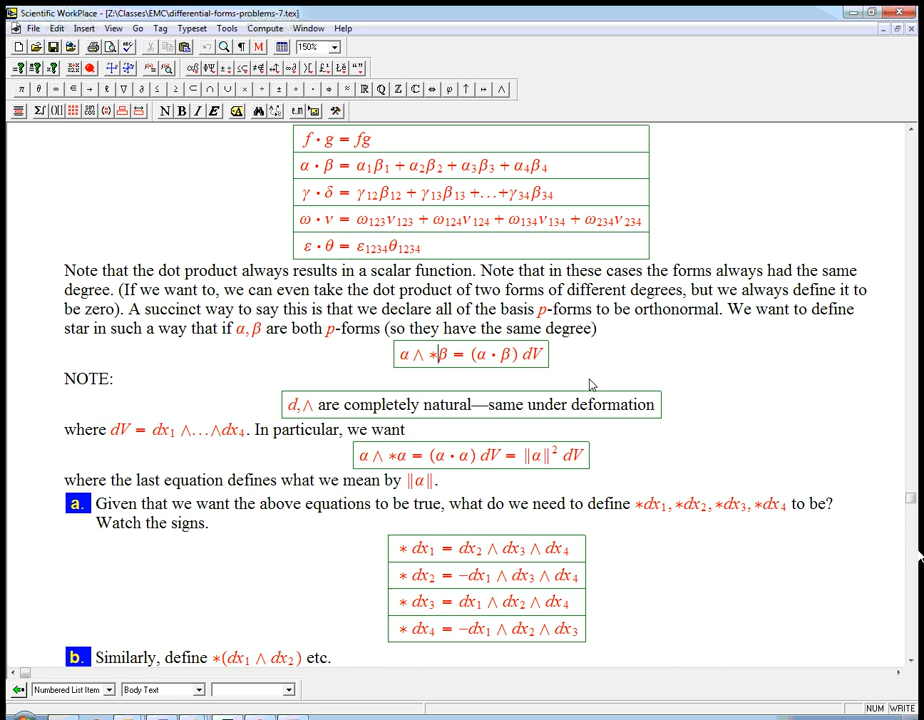 Scientific WorkPlace - [Z:\Classes\EMC\differential-forms-problems-7.tex]
File Edit Insert View Go Tag Typeset Tools Compute Window Help
150%
N B I E
f · g = fg
α · β = α₁β₁ + α₂β₂ + α₃β₃ + α₄β₄
γ · δ = γ₁₂β₁₂ + γ₁₃β₁₃ +…+γ₃₄β₃₄
ω · ν = ω₁₂₃ν₁₂₃ + ω₁₂₄ν₁₂₄ + ω₁₃₄ν₁₃₄ + ω₂₃₄ν₂₃₄
ε · θ = ε₁₂₃₄θ₁₂₃₄
Note that the dot product always results in a scalar function. Note that in these cases the forms always had the same
degree. (If we want to, we can even take the dot product of two forms of different degrees, but we always define it to
be zero). A succinct way to say this is that we declare all of the basis p-forms to be orthonormal. We want to define
star in such a way that if α, β are both p-forms (so they have the same degree)
α ∧ *β = (α · β) dV
NOTE:
d, ∧ are completely natural—same under deformation
where dV = dx₁ ∧…∧dx₄. In particular, we want
α ∧ *α = (α · α) dV = ‖α‖² dV
where the last equation defines what we mean by ‖α‖.
a. Given that we want the above equations to be true, what do we need to define *dx₁, *dx₂, *dx₃, *dx₄ to be?
Watch the signs.
* dx₁ = dx₂ ∧ dx₃ ∧ dx₄
* dx₂ = −dx₁ ∧ dx₃ ∧ dx₄
* dx₃ = dx₁ ∧ dx₂ ∧ dx₄
* dx₄ = −dx₁ ∧ dx₂ ∧ dx₃
b. Similarly, define *(dx₁ ∧ dx₂) etc.
Numbered List Item Body Text
NUM WRITE